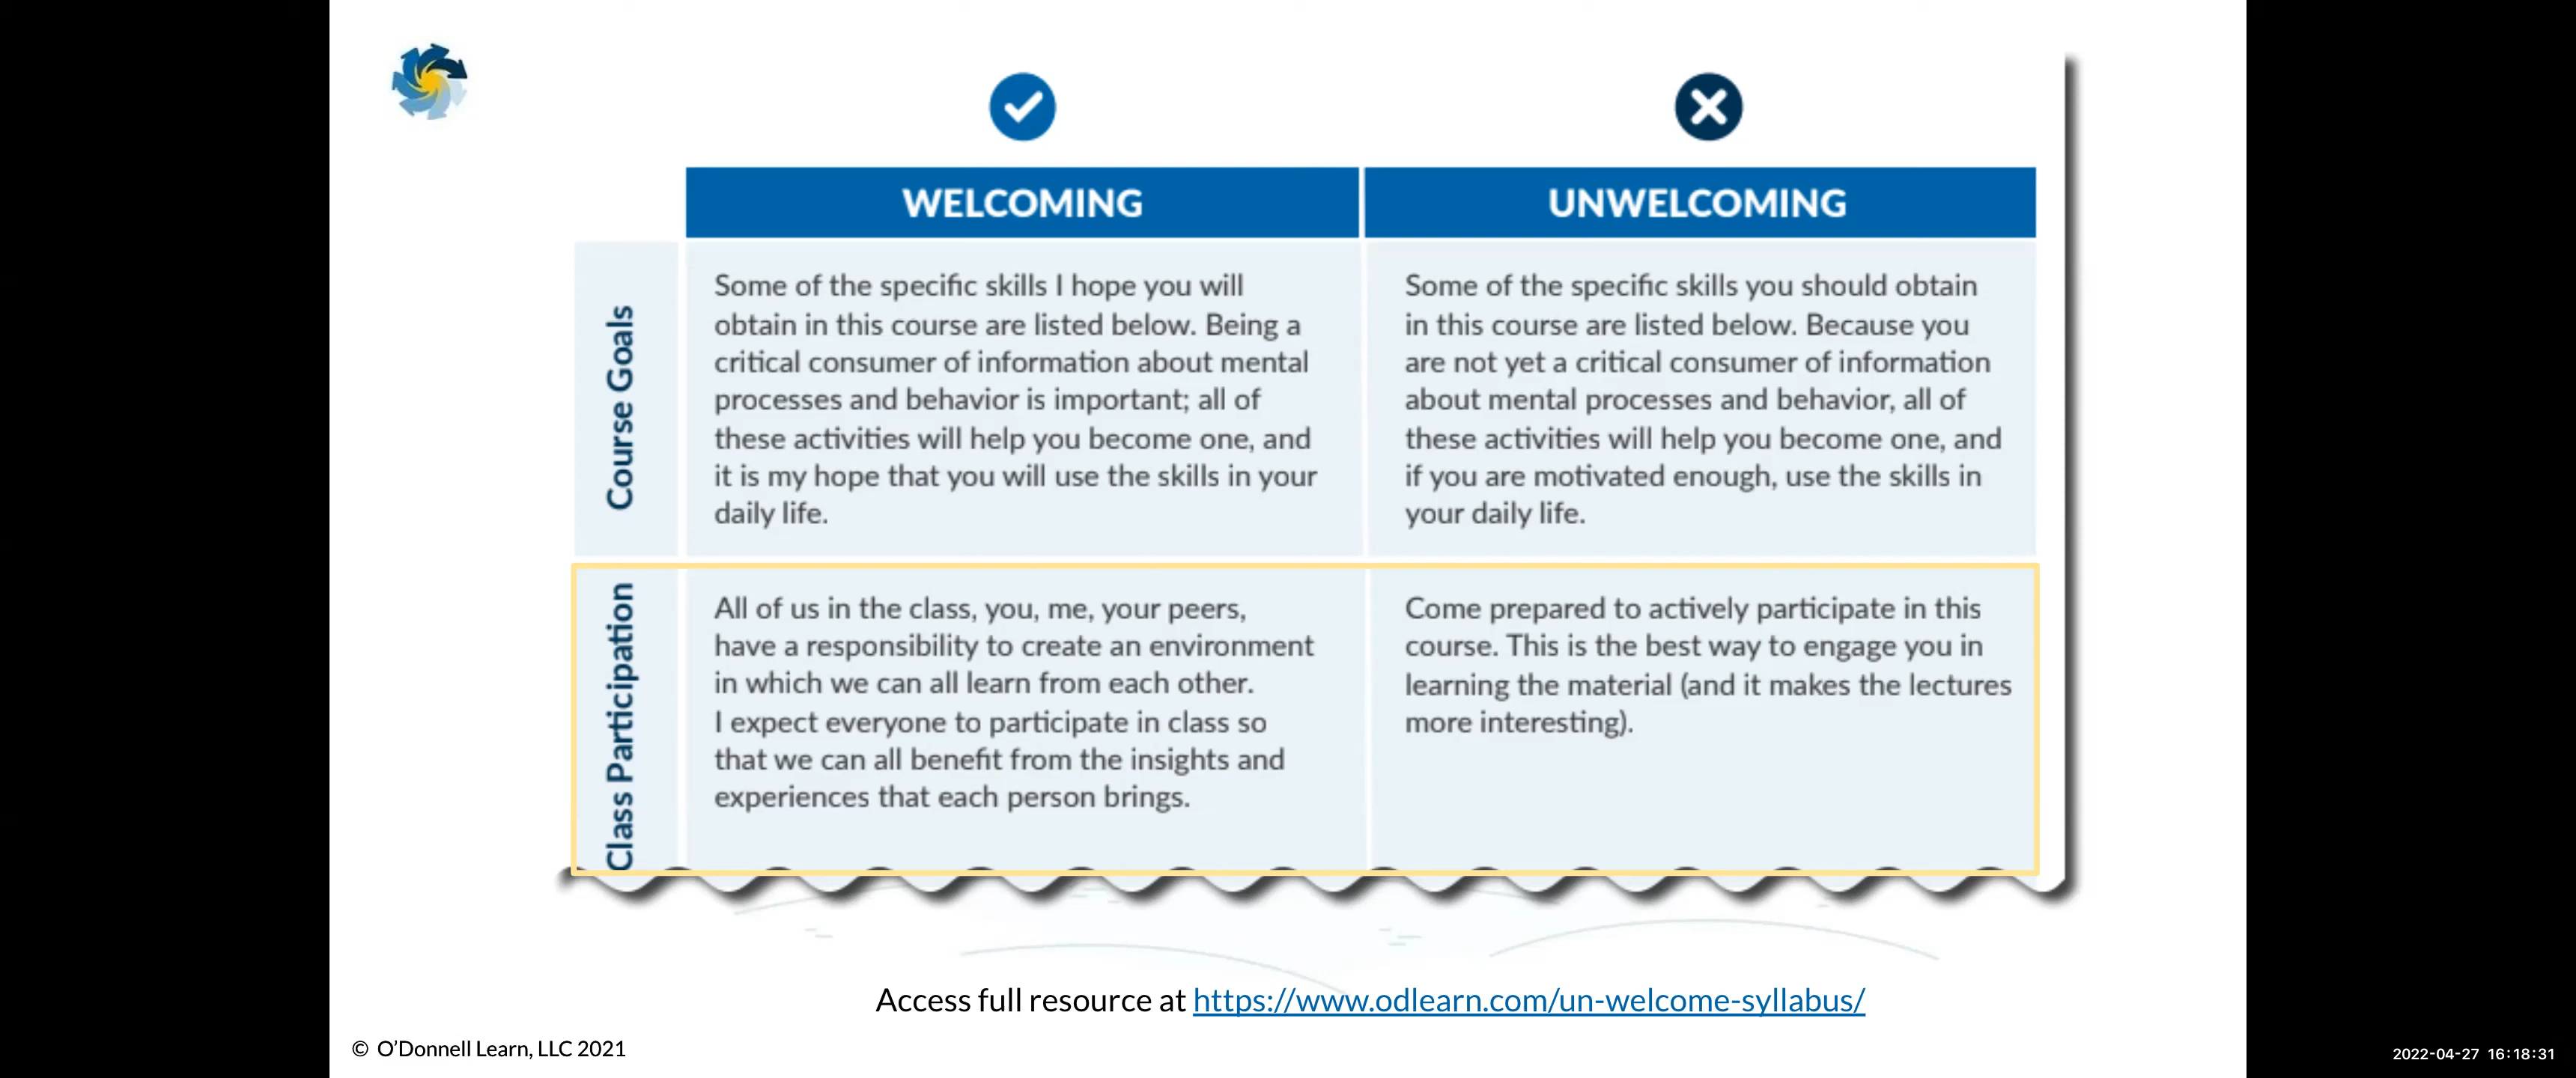 WELCOMING
UNWELCOMING
Course Goals
Some of the specific skills I hope you will
obtain in this course are listed below. Being a
critical consumer of information about mental
processes and behavior is important; all of
these activities will help you become one, and
it is my hope that you will use the skills in your
daily life.
Some of the specific skills you should obtain
in this course are listed below. Because you
are not yet a critical consumer of information
about mental processes and behavior, all of
these activities will help you become one, and
if you are motivated enough, use the skills in
your daily life.
Class Participation
All of us in the class, you, me, your peers,
have a responsibility to create an environment
in which we can all learn from each other.
I expect everyone to participate in class so
that we can all benefit from the insights and
experiences that each person brings.
Come prepared to actively participate in this
course. This is the best way to engage you in
learning the material (and it makes the lectures
more interesting).
Access full resource at https://www.odlearn.com/un-welcome-syllabus/
© O’Donnell Learn, LLC 2021
2022-04-27 16:18:31